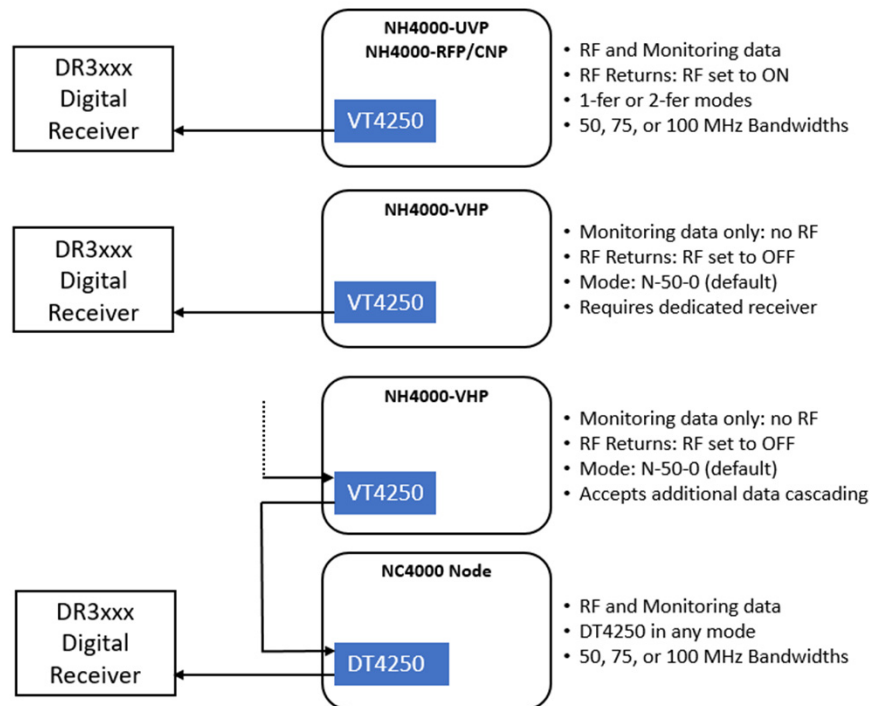 NH4000-UVP
NH4000-RFP/CNP
DR3xxx
Digital
Receiver
VT4250
• RF and Monitoring data
• RF Returns: RF set to ON
• 1-fer or 2-fer modes
• 50, 75, or 100 MHz Bandwidths
NH4000-VHP
DR3xxx
Digital
Receiver
VT4250
• Monitoring data only: no RF
• RF Returns: RF set to OFF
• Mode: N-50-0 (default)
• Requires dedicated receiver
NH4000-VHP
VT4250
• Monitoring data only: no RF
• RF Returns: RF set to OFF
• Mode: N-50-0 (default)
• Accepts additional data cascading
NC4000 Node
DR3xxx
Digital
Receiver
DT4250
• RF and Monitoring data
• DT4250 in any mode
• 50, 75, or 100 MHz Bandwidths